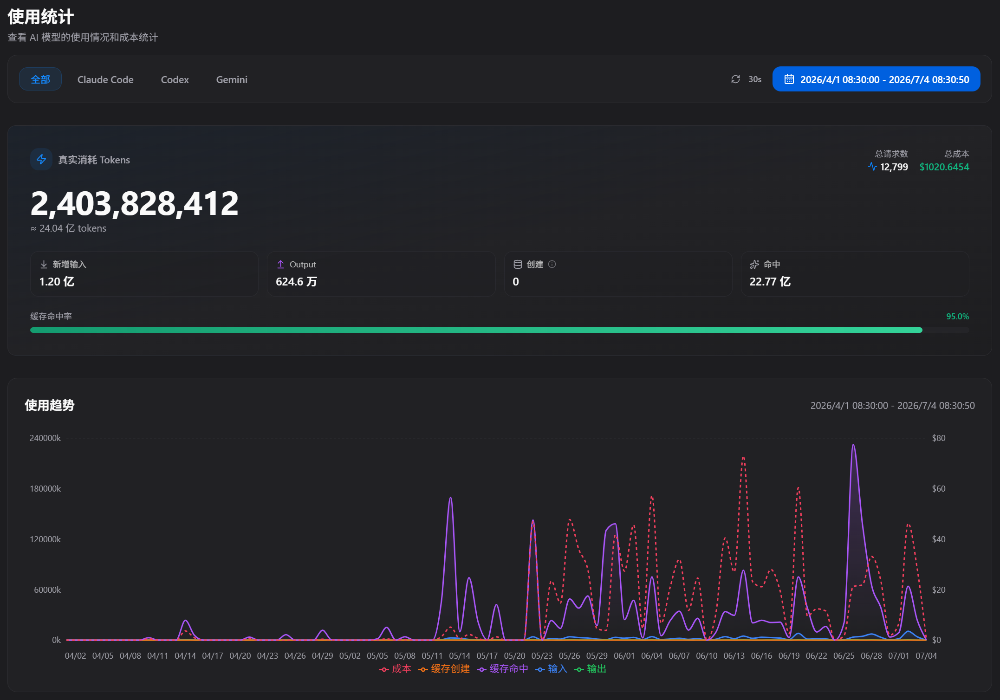 使用统计
查看 AI 模型的使用情况和成本统计
全部 Claude Code Codex Gemini 30s 2026/4/1 08:30:00 - 2026/7/4 08:30:50
真实消耗 Tokens
总请求数 总成本
12,799 $1020.6454
2,403,828,412
≈ 24.04 亿 tokens
新增输入 Output 创建 命中
1.20 亿 624.6 万 0 22.77 亿
缓存命中率 95.0%
使用趋势 2026/4/1 08:30:00 - 2026/7/4 08:30:50
240000k $80
180000k $60
120000k $40
60000k $20
0k $0
04/02 04/05 04/08 04/11 04/14 04/17 04/20 04/23 04/26 04/29 05/02 05/05 05/08 05/11 05/14 05/17 05/20 05/23 05/26 05/29 06/01 06/04 06/07 06/10 06/13 06/16 06/19 06/22 06/25 06/28 07/01 07/04
成本 缓存创建 缓存命中 输入 输出